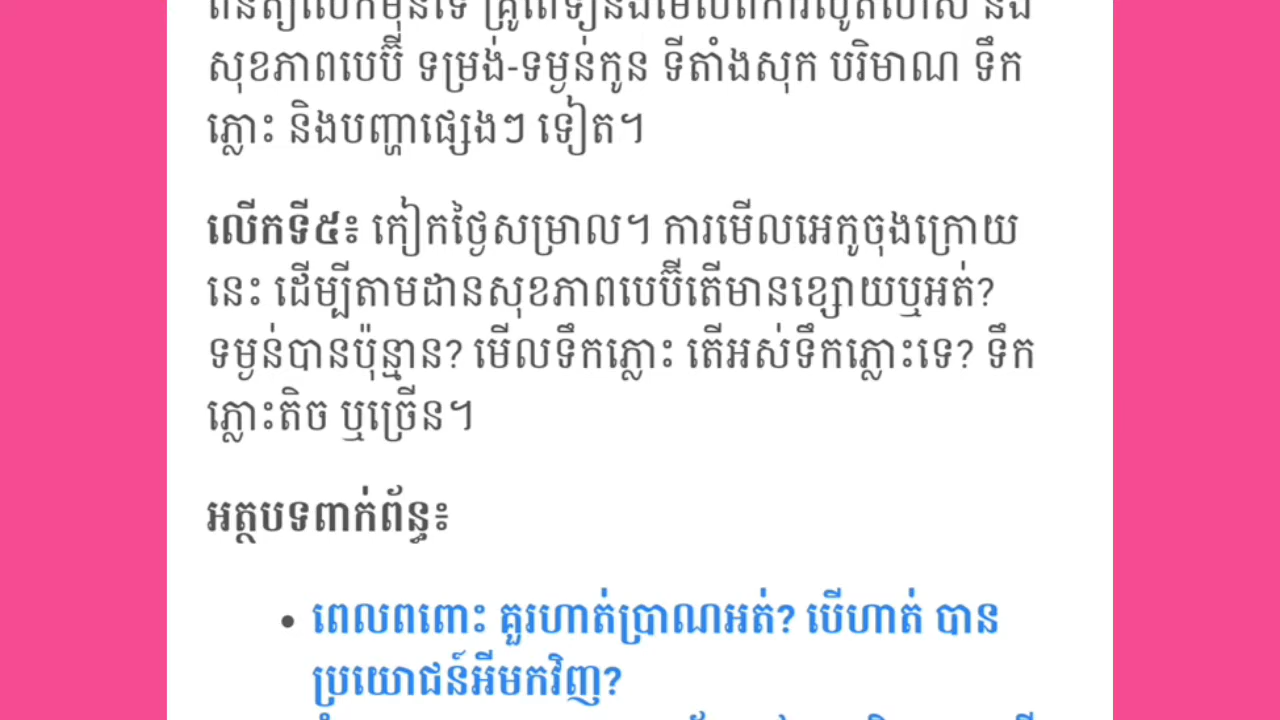 សុខភាពបេប៊ី ទម្រង់-ទម្ងន់កូន ទីតាំងសុក បរិមាណ ទឹក
ភ្លោះ និងបញ្ហាផ្សេងៗ ទៀត។
លើកទី៥៖ កៀកថ្ងៃសម្រាល។ ការមើលអេកូចុងក្រោយ
នេះ ដើម្បីតាមដានសុខភាពបេប៊ីតើមានខ្សោយឬអត់?
ទម្ងន់បានប៉ុន្មាន? មើលទឹកភ្លោះ តើអស់ទឹកភ្លោះទេ? ទឹក
ភ្លោះតិច ឬច្រើន។
អត្ថបទពាក់ព័ន្ធ៖
• ពេលពពោះ គួរហាត់ប្រាណអត់? បើហាត់ បាន
ប្រយោជន៍អីមកវិញ?